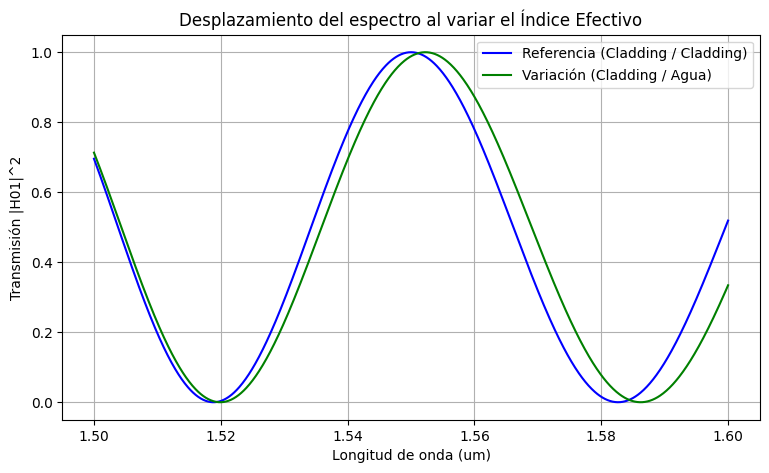 Desplazamiento del espectro al variar el Índice Efectivo
Transmisión |H01|^2
1.0
0.8
0.6
0.4
0.2
0.0
Referencia (Cladding / Cladding)
Variación (Cladding / Agua)
1.50
1.52
1.54
1.56
1.58
1.60
Longitud de onda (um)